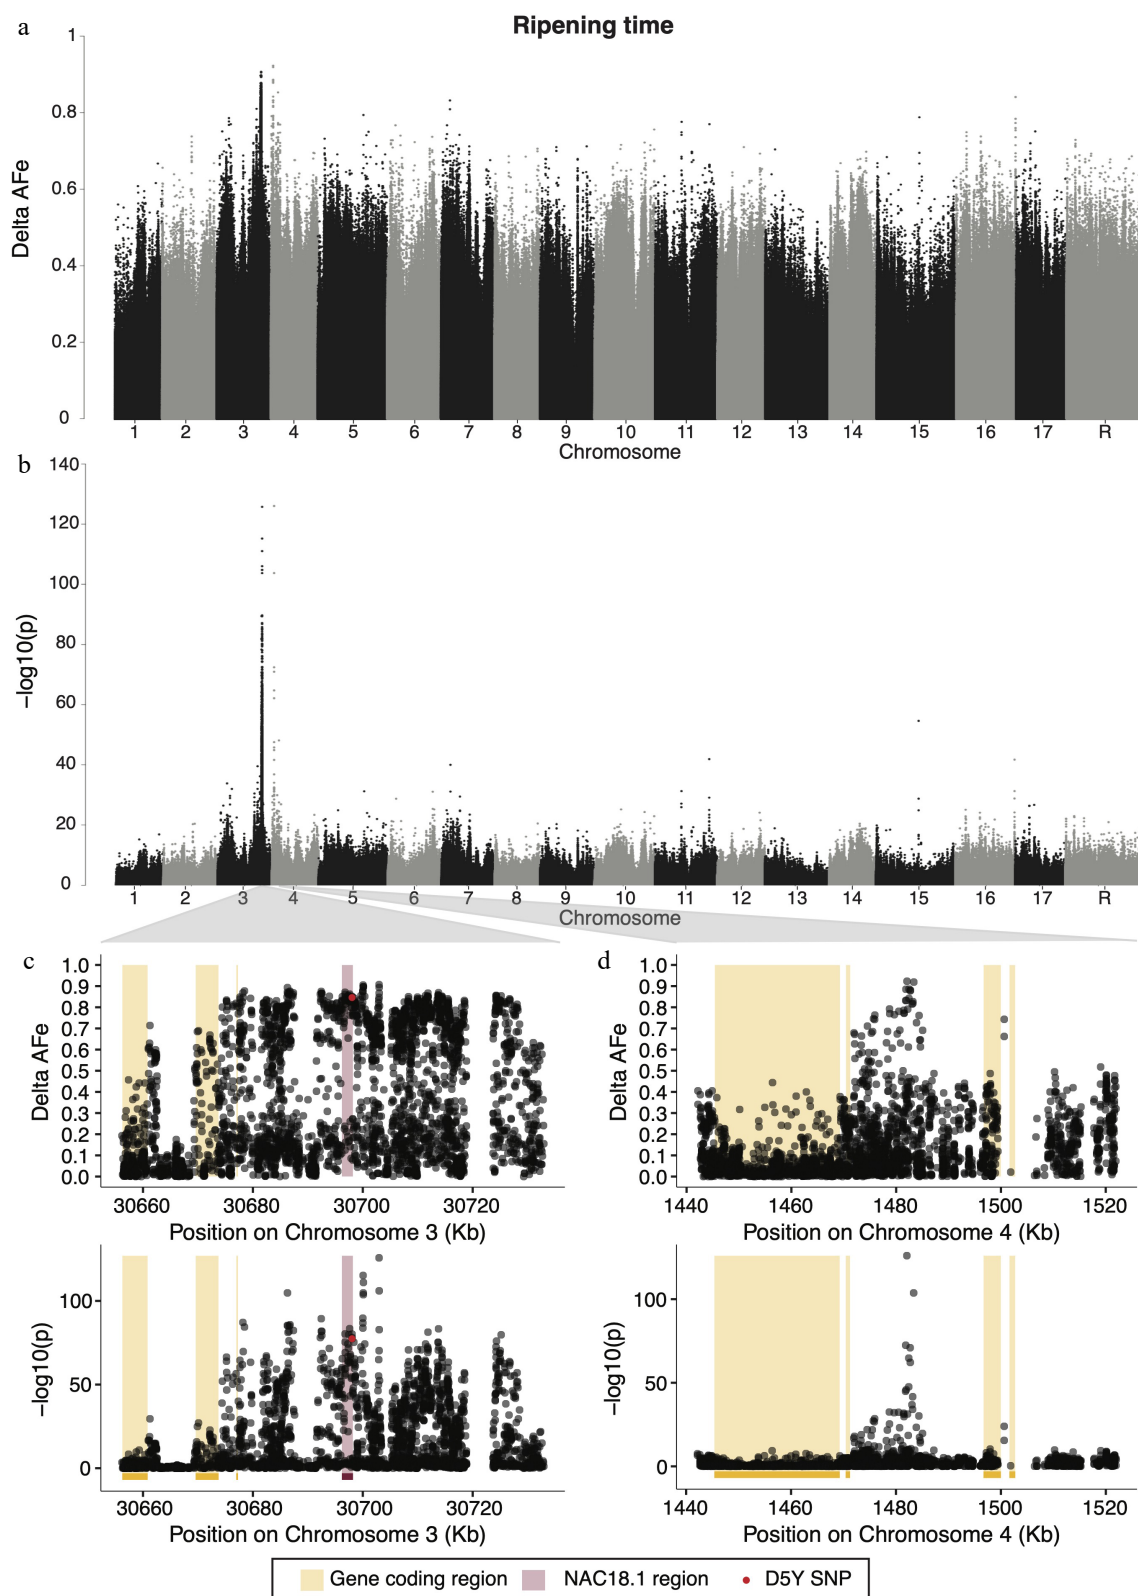 a
Ripening time
1
0.8
0.6
0.4
0.2
0
Delta AFe
1 2 3 4 5 6 7 8 9 10 11 12 13 14 15 16 17 R
Chromosome
b
140
120
100
80
60
40
20
0
−log10(p)
1 2 3 4 5 6 7 8 9 10 11 12 13 14 15 16 17 R
Chromosome
c
1.0
0.9
0.8
0.7
0.6
0.5
0.4
0.3
0.2
0.1
0.0
Delta AFe
30660 30680 30700 30720
Position on Chromosome 3 (Kb)
100
50
0
−log10(p)
30660 30680 30700 30720
Position on Chromosome 3 (Kb)
d
1.0
0.9
0.8
0.7
0.6
0.5
0.4
0.3
0.2
0.1
0.0
Delta AFe
1440 1460 1480 1500 1520
Position on Chromosome 4 (Kb)
100
50
0
−log10(p)
1440 1460 1480 1500 1520
Position on Chromosome 4 (Kb)
Gene coding region NAC18.1 region D5Y SNP